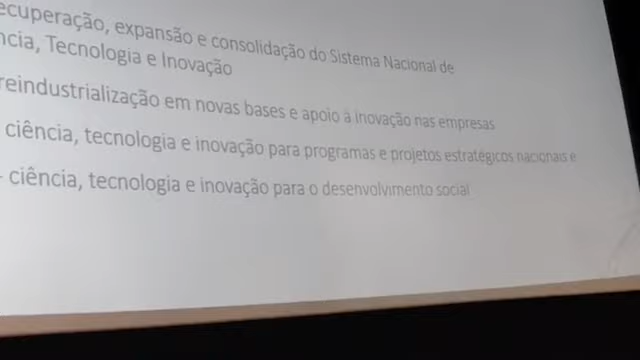 ecuperação, expansão e consolidação do Sistema Nacional de
ncia, Tecnologia e Inovação
reindustrialização em novas bases e apoio à inovação nas empresas
ciência, tecnologia e inovação para programas e projetos estratégicos nacionais e
- ciência, tecnologia e inovação para o desenvolvimento social